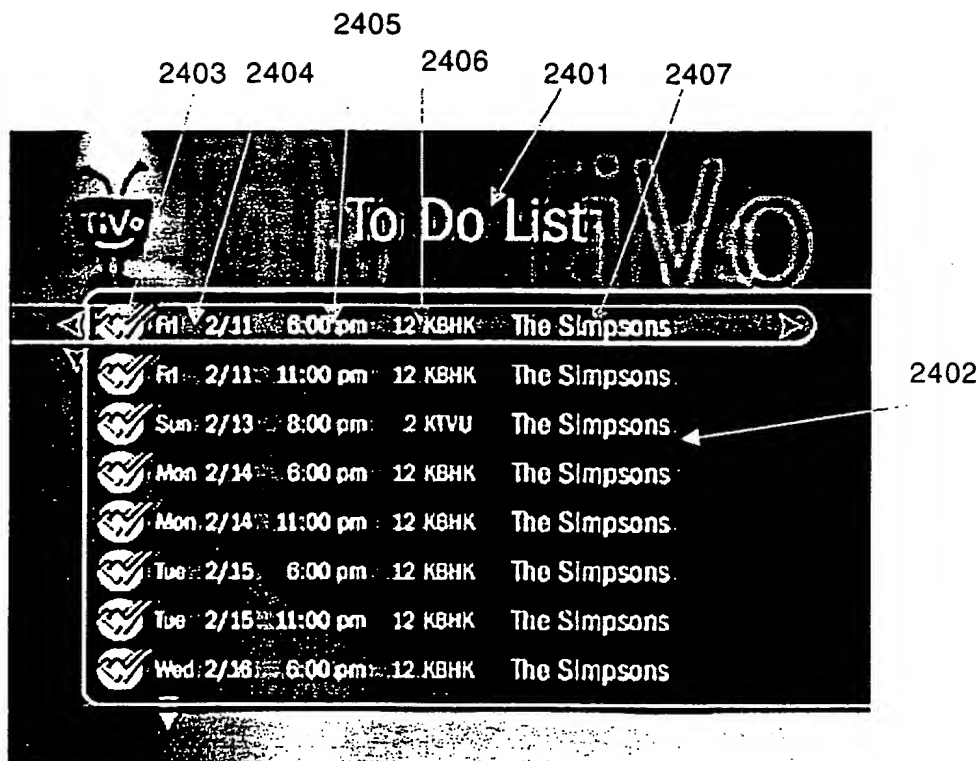 2405
2403 2404 2406 2401 2407
TiVo
TiVo
To Do List
Fri 2/11 6:00 pm 12 KBHK The Simpsons
Fri 2/11 11:00 pm 12 KBHK The Simpsons
2402
Sun 2/13 8:00 pm 2 KTVU The Simpsons
Mon 2/14 6:00 pm 12 KBHK The Simpsons
Mon 2/14 11:00 pm 12 KBHK The Simpsons
Tue 2/15 6:00 pm 12 KBHK The Simpsons
Tue 2/15 11:00 pm 12 KBHK The Simpsons
Wed 2/16 6:00 pm 12 KBHK The Simpsons